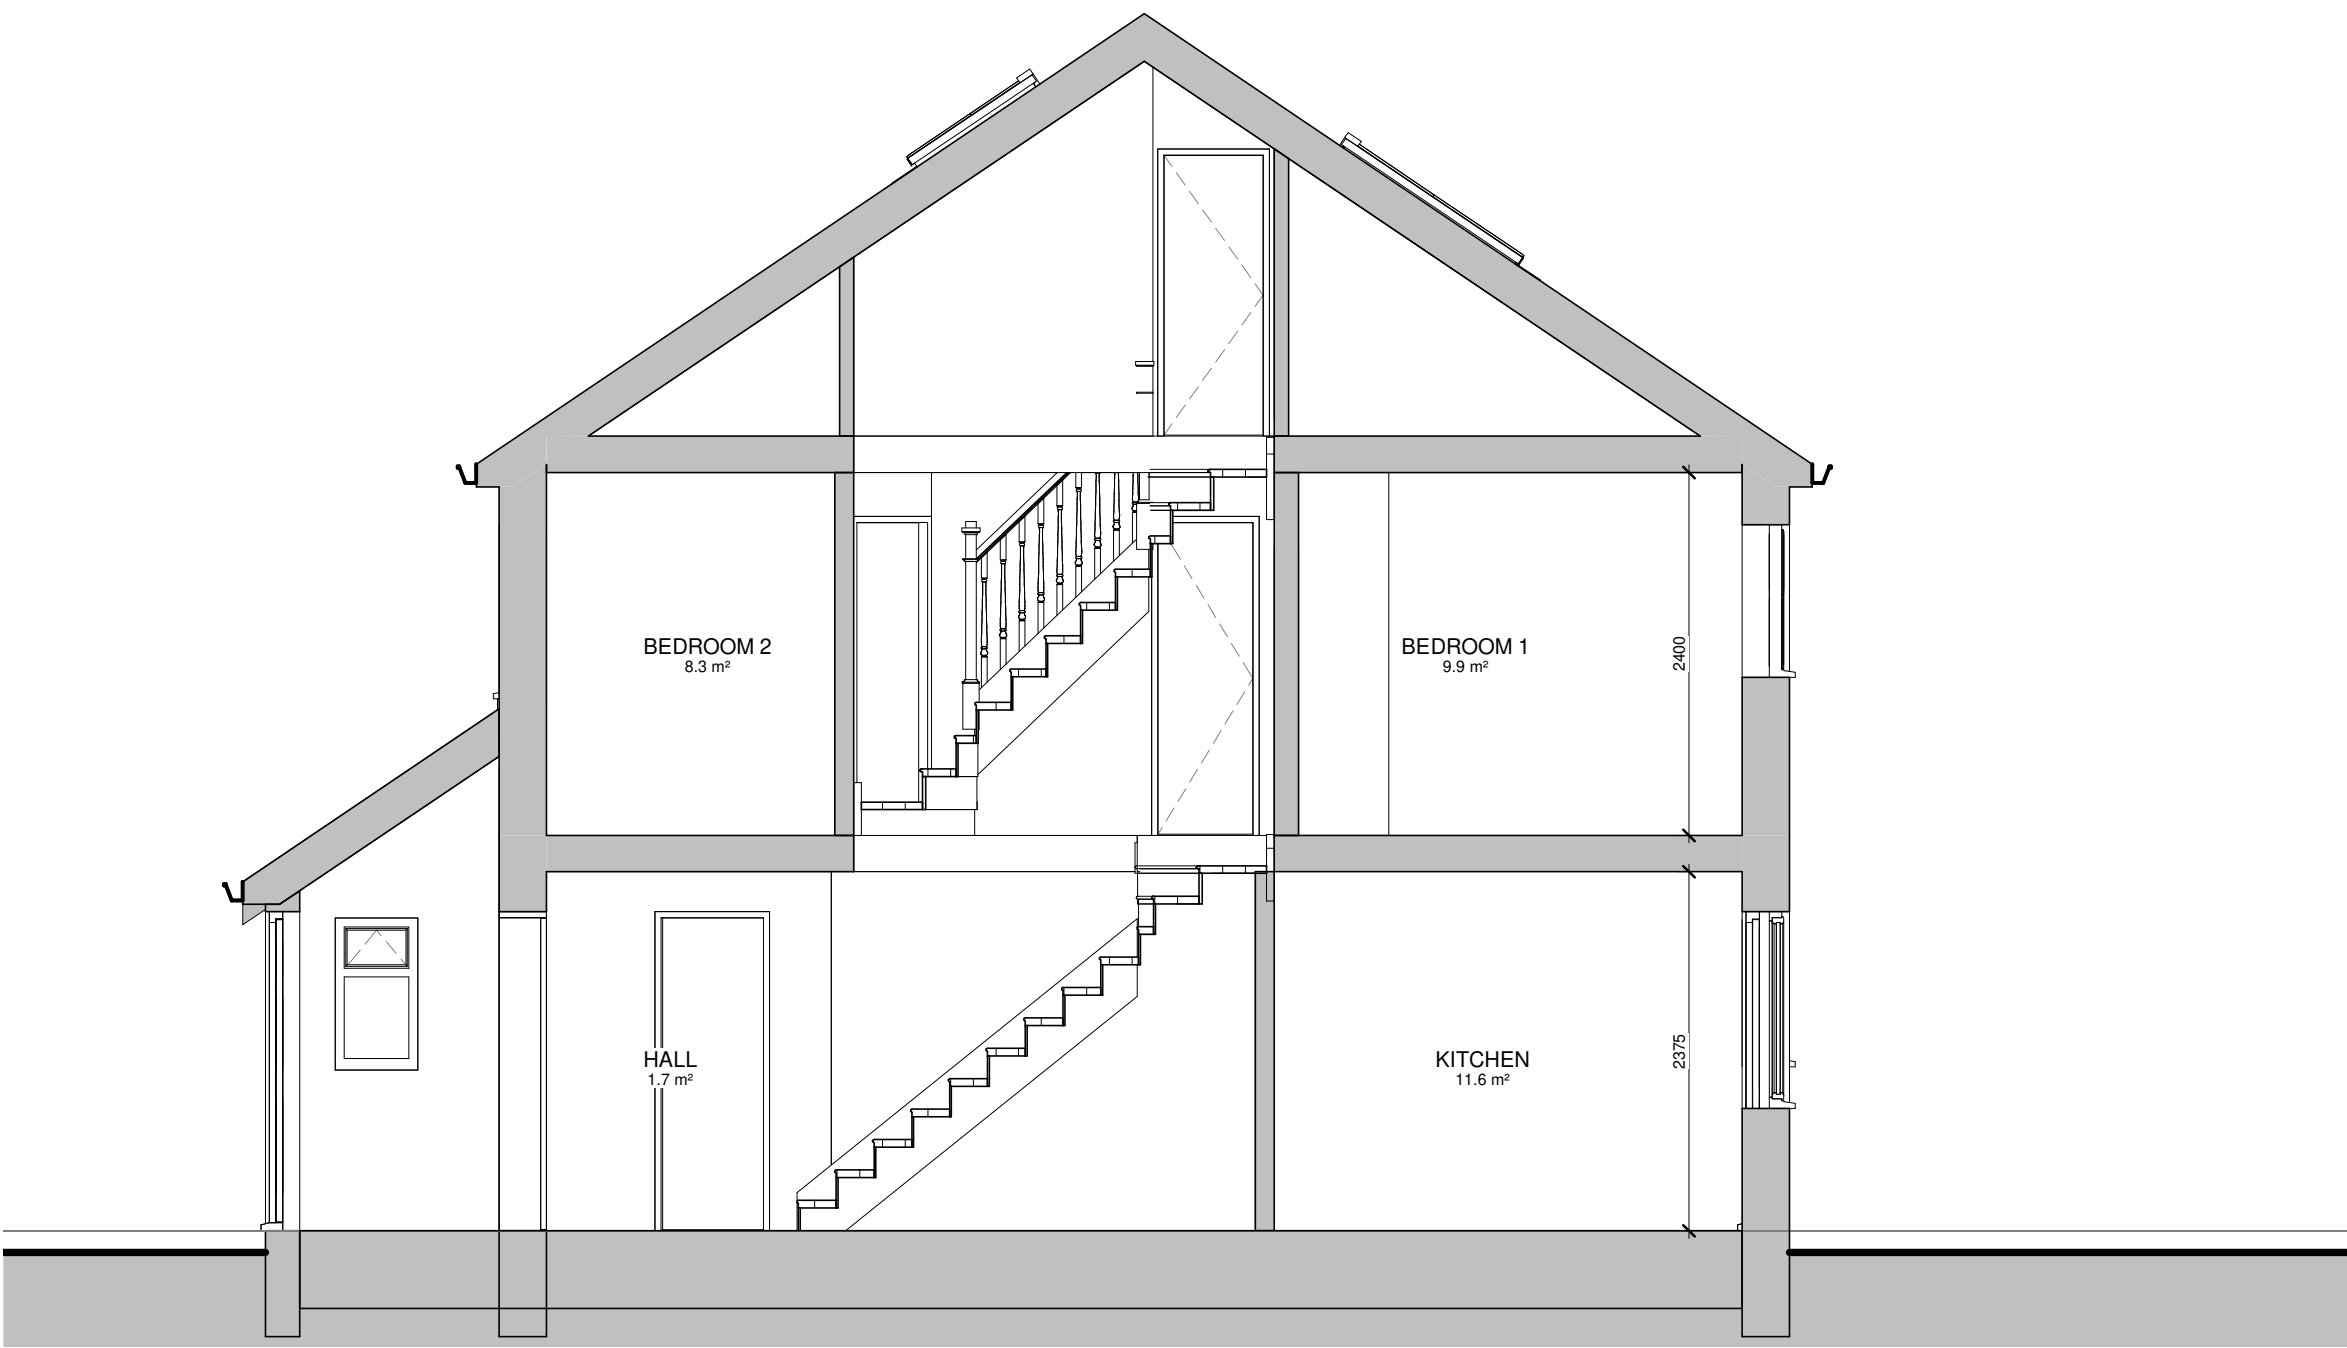 BEDROOM 2
8.3 m²
BEDROOM 1
9.9 m²
2400
HALL
1.7 m²
KITCHEN
11.6 m²
2375